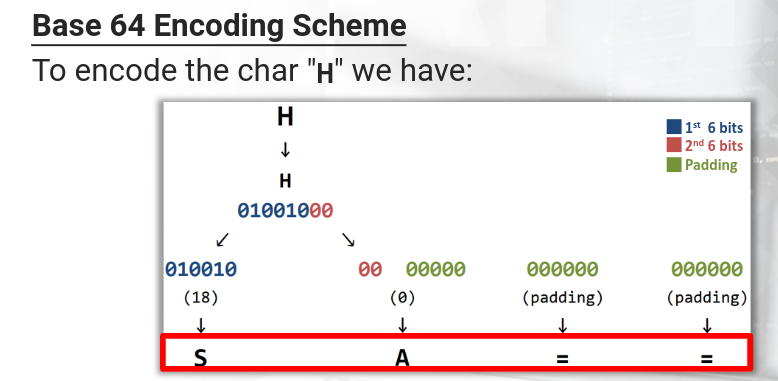 Base 64 Encoding Scheme
To encode the char "H" we have:
H
1st 6 bits
2nd 6 bits
Padding
↓
H
01001000
↙ ↘
010010 00 00000 000000 000000
(18) (0) (padding) (padding)
↓ ↓ ↓ ↓
S A = =